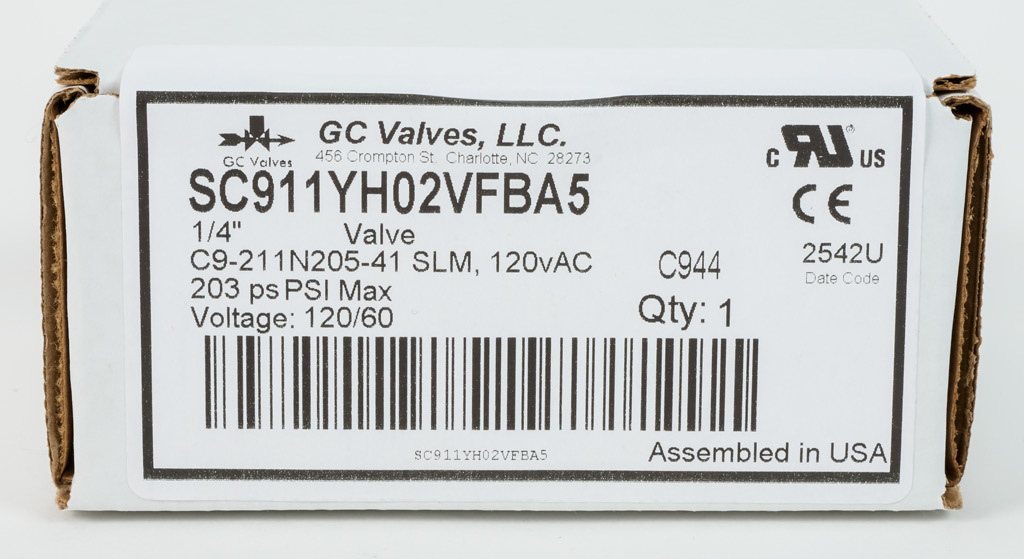 GC Valves
GC Valves, LLC.
456 Crompton St. Charlotte, NC 28273
SC911YH02VFBA5
1/4" Valve
C9-211N205-41 SLM, 120vAC
203 ps PSI Max
Voltage: 120/60
C944
Qty: 1
C RU ® US
CE
2542U
Date Code
SC911YH02VFBA5
Assembled in USA